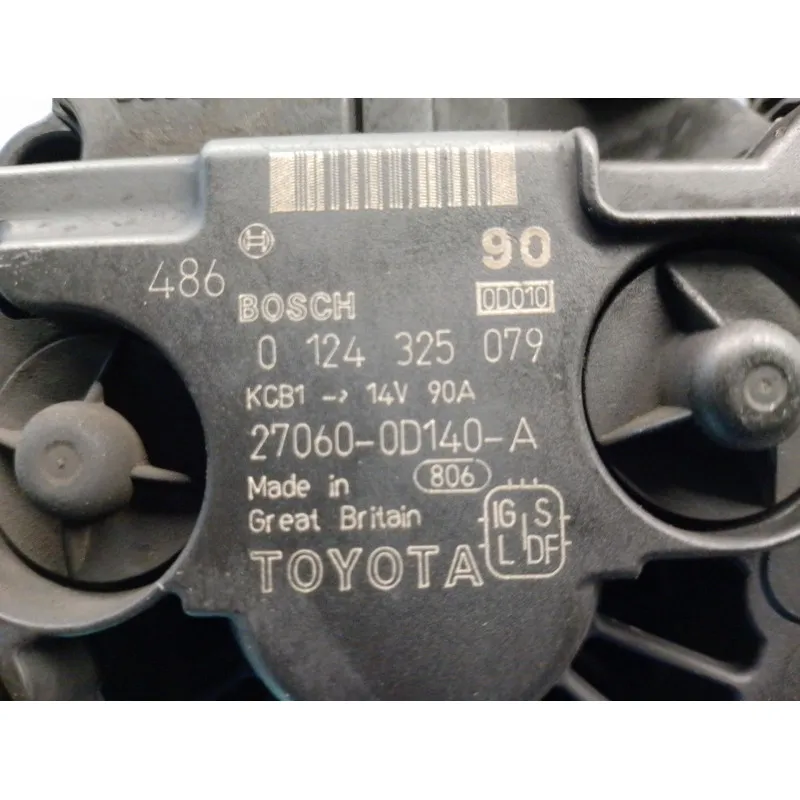 90
486
BOSCH 0D010
0 124 325 079
KCB1 -> 14V 90A
27060-0D140-A
Made in 806 ...
Great Britain
IG S
L DF
TOYOTA